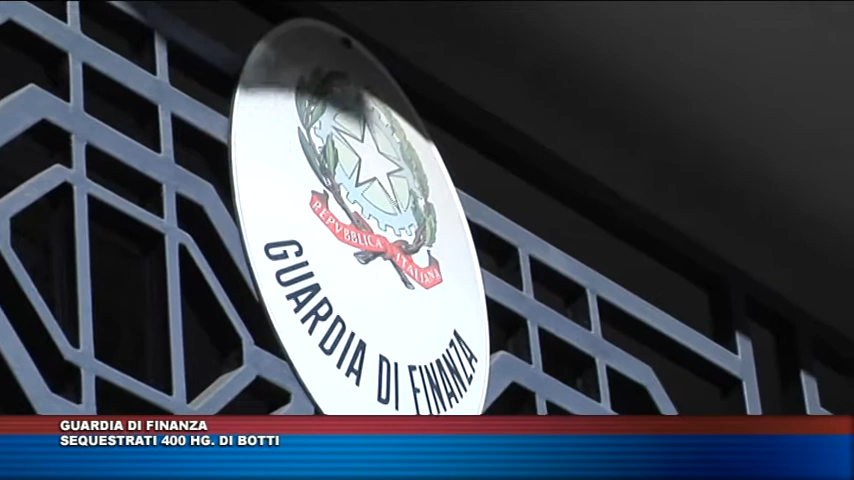 REPVBBLICA ITALIANA
GUARDIA DI FINANZA
GUARDIA DI FINANZA
SEQUESTRATI 400 HG. DI BOTTI